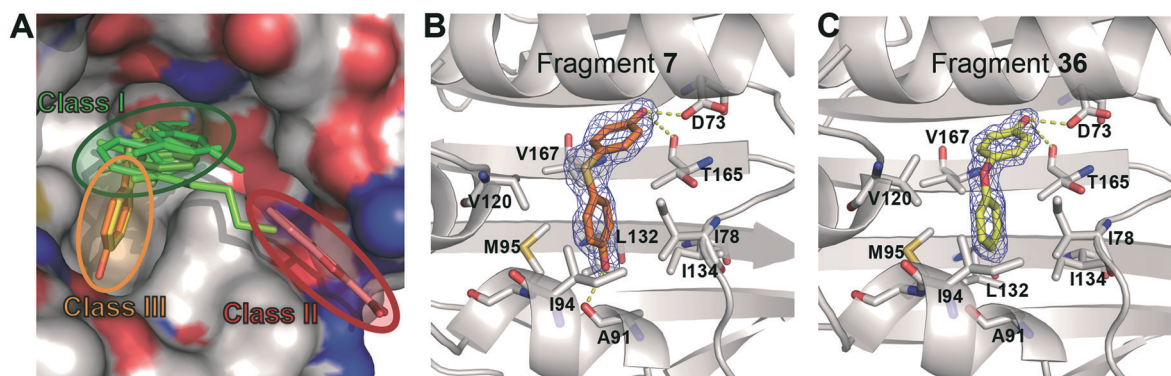 A
Class I
Class III
Class II
B
Fragment 7
D73
V167
T165
V120
M95
L132
I78
I134
I94
A91
C
Fragment 36
D73
V167
T165
V120
M95
I78
I134
I94
L132
A91